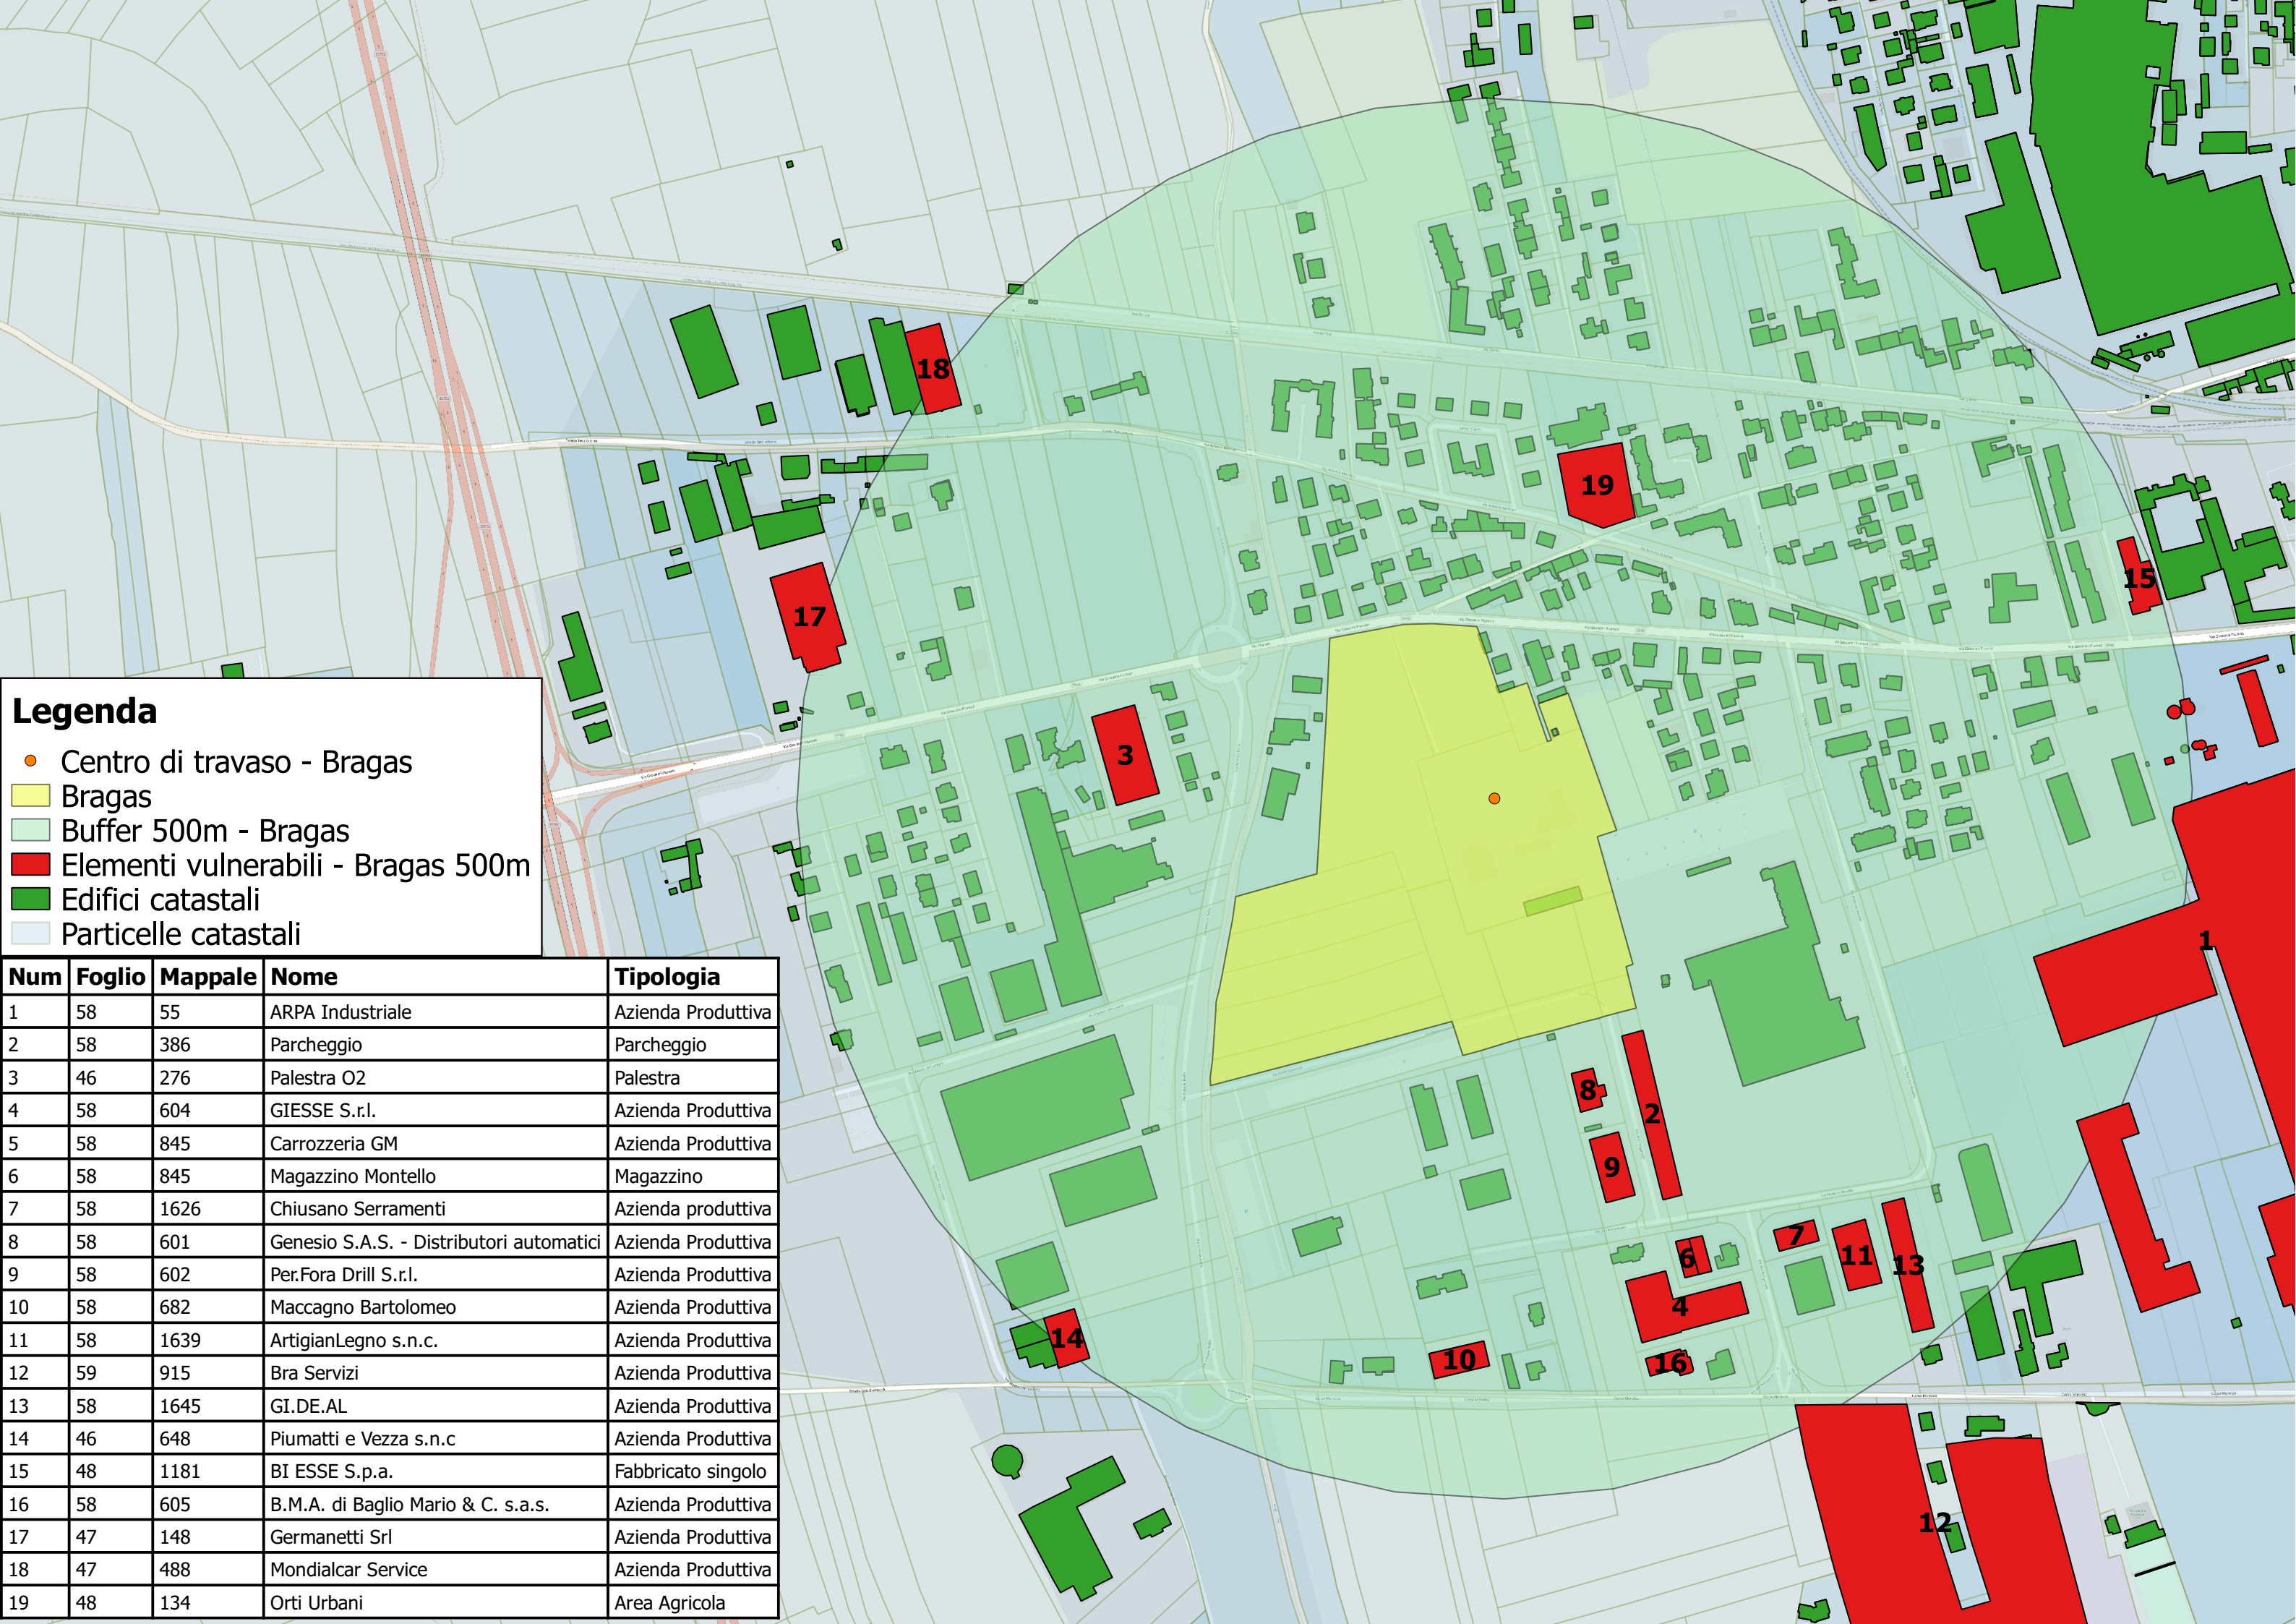 18
19
17
15
3
1
8
2
9
7
6
11
13
4
14
10
16
12
Legenda
Centro di travaso - Bragas
Bragas
Buffer 500m - Bragas
Elementi vulnerabili - Bragas 500m
Edifici catastali
Particelle catastali
Num Foglio Mappale Nome Tipologia
1 58 55 ARPA Industriale Azienda Produttiva
2 58 386 Parcheggio Parcheggio
3 46 276 Palestra O2 Palestra
4 58 604 GIESSE S.r.l. Azienda Produttiva
5 58 845 Carrozzeria GM Azienda Produttiva
6 58 845 Magazzino Montello Magazzino
7 58 1626 Chiusano Serramenti Azienda produttiva
8 58 601 Genesio S.A.S. - Distributori automatici Azienda Produttiva
9 58 602 Per.Fora Drill S.r.l. Azienda Produttiva
10 58 682 Maccagno Bartolomeo Azienda Produttiva
11 58 1639 ArtigianLegno s.n.c. Azienda Produttiva
12 59 915 Bra Servizi Azienda Produttiva
13 58 1645 GI.DE.AL Azienda Produttiva
14 46 648 Piumatti e Vezza s.n.c Azienda Produttiva
15 48 1181 BI ESSE S.p.a. Fabbricato singolo
16 58 605 B.M.A. di Baglio Mario & C. s.a.s. Azienda Produttiva
17 47 148 Germanetti Srl Azienda Produttiva
18 47 488 Mondialcar Service Azienda Produttiva
19 48 134 Orti Urbani Area Agricola